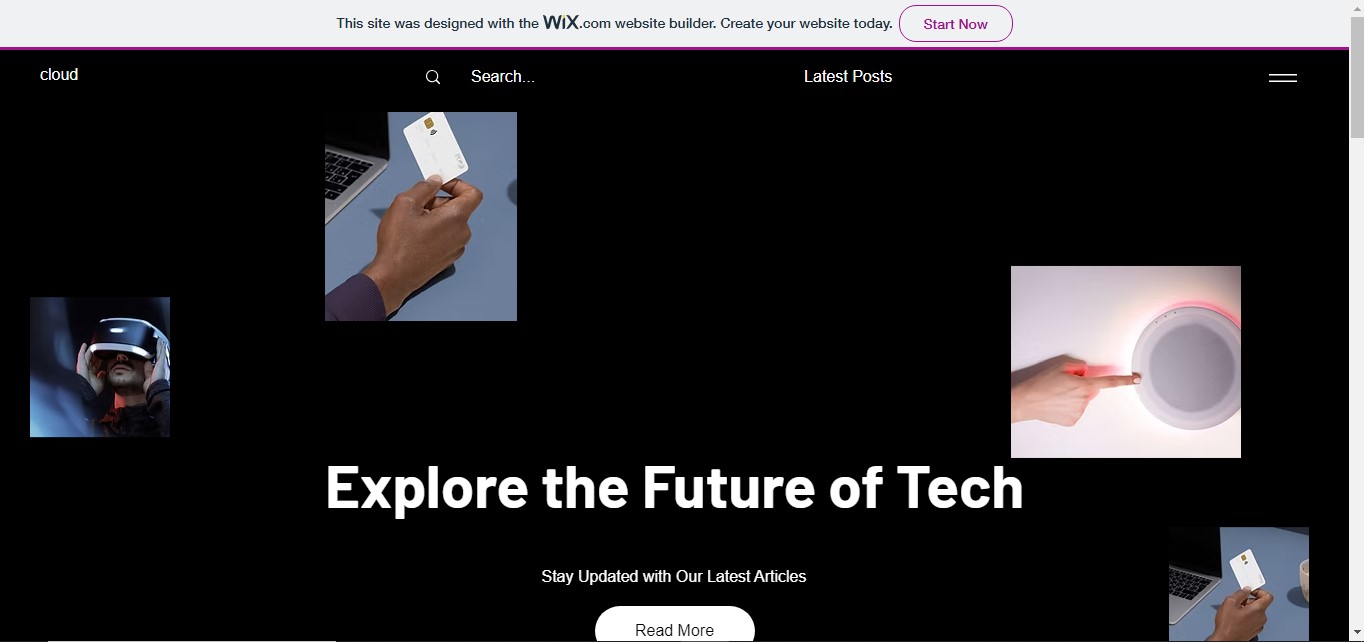 This site was designed with the WiX.com website builder. Create your website today.
Start Now
cloud
Search...
Latest Posts
Explore the Future of Tech
Stay Updated with Our Latest Articles
Read More